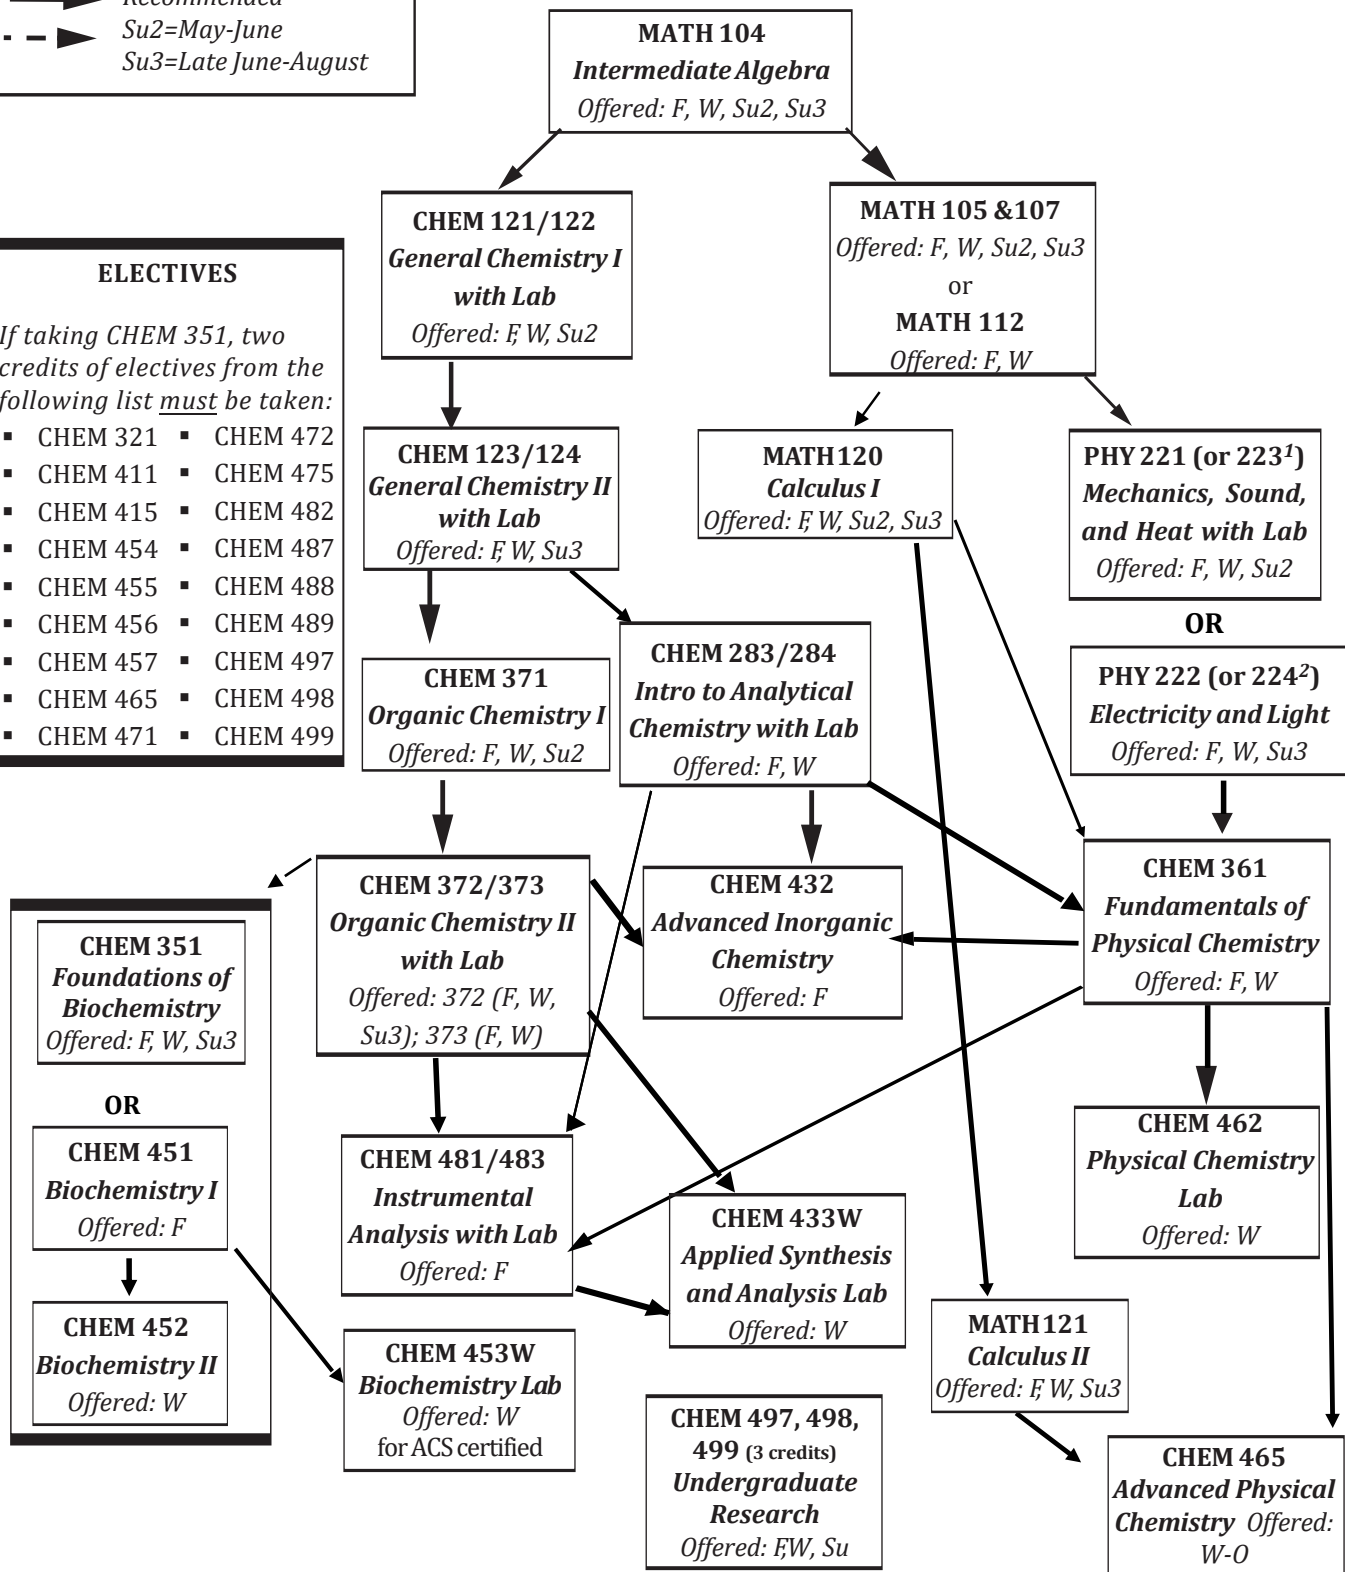 Recommended
Su2=May-June
Su3=Late June-August
MATH 104
Intermediate Algebra
Offered: F, W, Su2, Su3
CHEM 121/122
General Chemistry I
with Lab
Offered: F, W, Su2
MATH 105 &107
Offered: F, W, Su2, Su3
or
MATH 112
Offered: F, W
ELECTIVES
If taking CHEM 351, two
credits of electives from the
following list must be taken:
▪ CHEM 321 ▪ CHEM 472
▪ CHEM 411 ▪ CHEM 475
▪ CHEM 415 ▪ CHEM 482
▪ CHEM 454 ▪ CHEM 487
▪ CHEM 455 ▪ CHEM 488
▪ CHEM 456 ▪ CHEM 489
▪ CHEM 457 ▪ CHEM 497
▪ CHEM 465 ▪ CHEM 498
▪ CHEM 471 ▪ CHEM 499
CHEM 123/124
General Chemistry II
with Lab
Offered: F, W, Su3
MATH 120
Calculus I
Offered: F, W, Su2, Su3
PHY 221 (or 223¹)
Mechanics, Sound,
and Heat with Lab
Offered: F, W, Su2
OR
PHY 222 (or 224²)
Electricity and Light
Offered: F, W, Su3
CHEM 371
Organic Chemistry I
Offered: F, W, Su2
CHEM 283/284
Intro to Analytical
Chemistry with Lab
Offered: F, W
CHEM 372/373
Organic Chemistry II
with Lab
Offered: 372 (F, W,
Su3); 373 (F, W)
CHEM 432
Advanced Inorganic
Chemistry
Offered: F
CHEM 361
Fundamentals of
Physical Chemistry
Offered: F, W
CHEM 351
Foundations of
Biochemistry
Offered: F, W, Su3
OR
CHEM 451
Biochemistry I
Offered: F
CHEM 452
Biochemistry II
Offered: W
CHEM 481/483
Instrumental
Analysis with Lab
Offered: F
CHEM 433W
Applied Synthesis
and Analysis Lab
Offered: W
CHEM 462
Physical Chemistry
Lab
Offered: W
CHEM 453W
Biochemistry Lab
Offered: W
for ACS certified
MATH 121
Calculus II
Offered: F, W, Su3
CHEM 497, 498,
499 (3 credits)
Undergraduate
Research
Offered: F,W, Su
CHEM 465
Advanced Physical
Chemistry Offered:
W-O